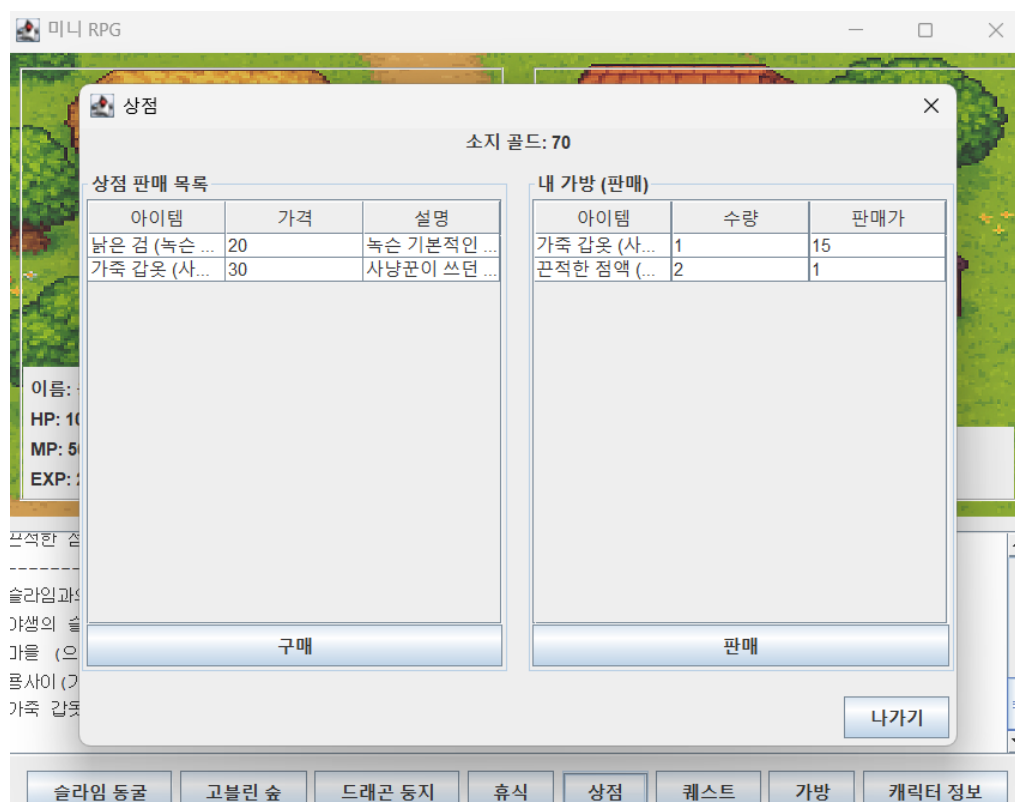 미니 RPG
상점
소지 골드: 70
상점 판매 목록
아이템 가격 설명
낡은 검 (녹슨 ... 20 녹슨 기본적인 ...
가죽 갑옷 (사... 30 사냥꾼이 쓰던 ...
구매
내 가방 (판매)
아이템 수량 판매가
가죽 갑옷 (사... 1 15
끈적한 점액 (... 2 1
판매
나가기
이름:
HP: 10
MP: 50
EXP:
끈적한 점
----------
슬라임과의
야생의 슬
마을 (으
용사이(가
가죽 갑옷
슬라임 동굴 고블린 숲 드래곤 둥지 휴식 상점 퀘스트 가방 캐릭터 정보